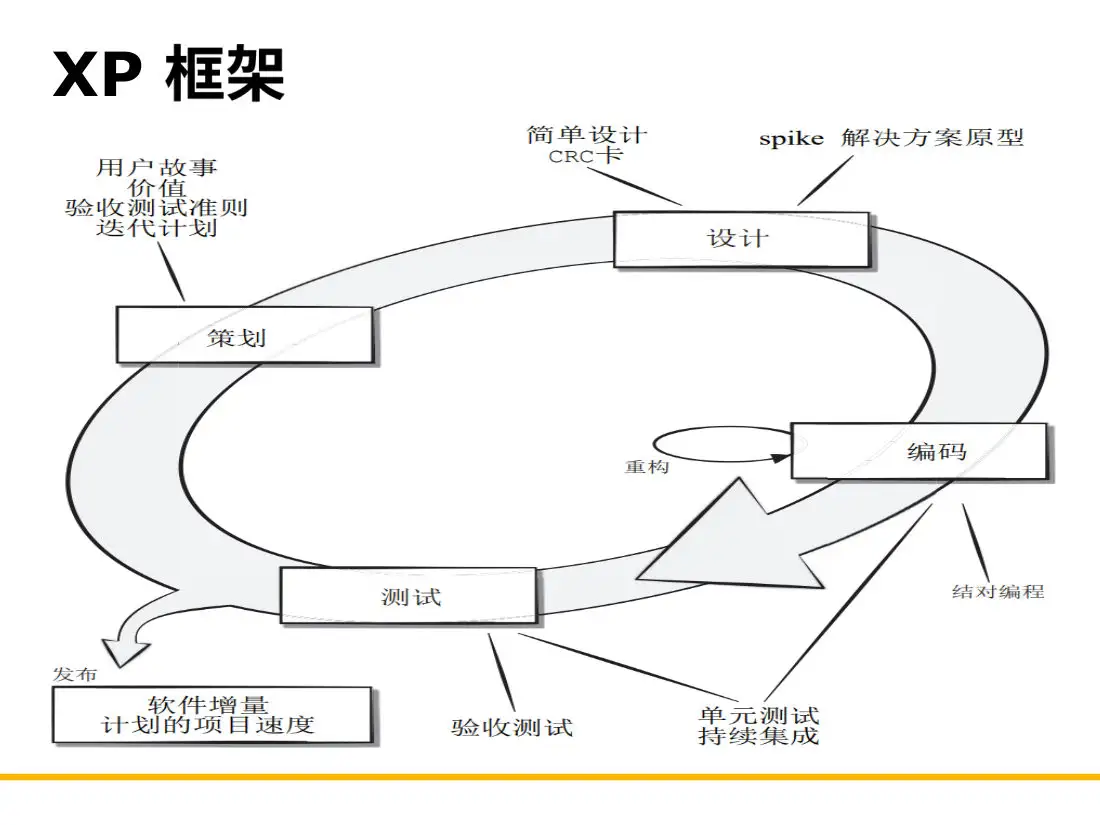 XP 框架
简单设计
CRC卡
spike 解决方案原型
用户故事
价值
验收测试准则
迭代计划
设计
策划
编码
重构
测试
结对编程
发布
软件增量
计划的项目速度
验收测试
单元测试
持续集成